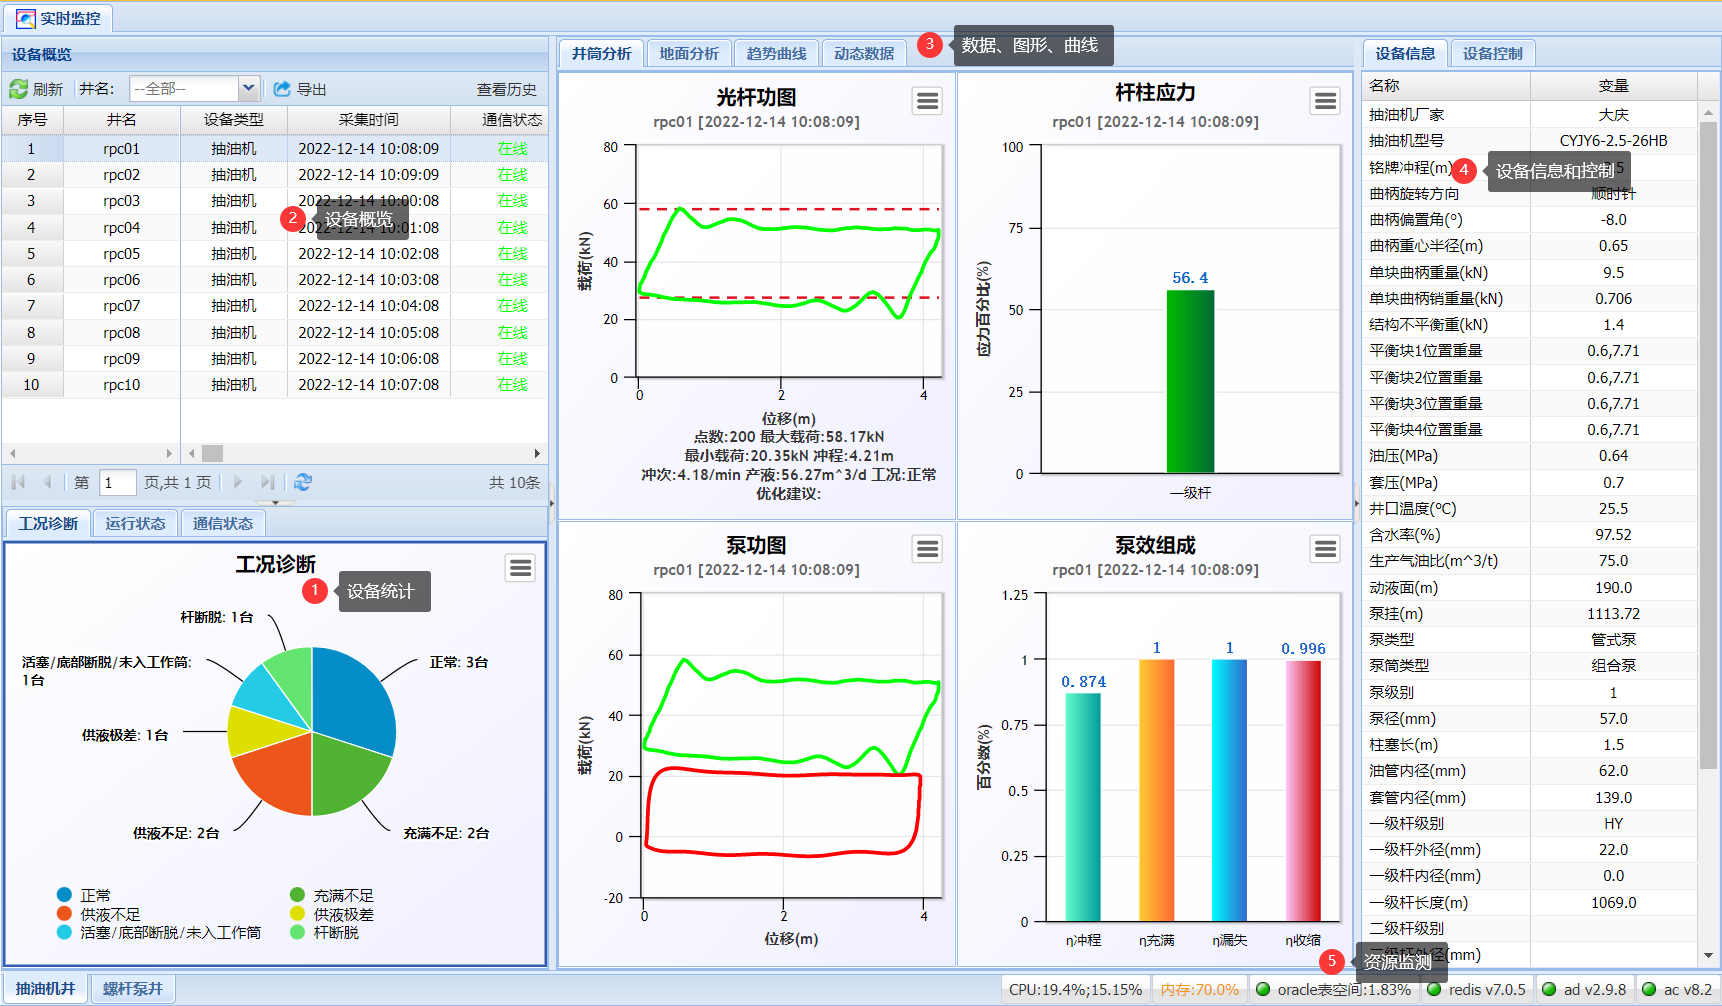 实时监控
设备概览
刷新 井名: --全部-- 导出 查看历史
序号 井名 设备类型 采集时间 通信状态
1 rpc01 抽油机 2022-12-14 10:08:09 在线
2 rpc02 抽油机 2022-12-14 10:09:09 在线
3 rpc03 抽油机 2022-12-14 10:00:08 在线
4 rpc04 抽油机 2022-12-14 10:01:08 在线
5 rpc05 抽油机 2022-12-14 10:02:08 在线
6 rpc06 抽油机 2022-12-14 10:03:08 在线
7 rpc07 抽油机 2022-12-14 10:04:08 在线
8 rpc08 抽油机 2022-12-14 10:05:08 在线
9 rpc09 抽油机 2022-12-14 10:06:08 在线
10 rpc10 抽油机 2022-12-14 10:07:08 在线
2 设备概览
第 1 页,共 1 页 共 10条
工况诊断 运行状态 通信状态
工况诊断
1 设备统计
杆断脱: 1台
活塞/底部断脱/未入工作筒:
1台
正常: 3台
供液极差: 1台
供液不足: 2台
充满不足: 2台
正常 充满不足
供液不足 供液极差
活塞/底部断脱/未入工作筒 杆断脱
抽油机井 螺杆泵井
井筒分析 地面分析 趋势曲线 动态数据
3 数据、图形、曲线
光杆功图
rpc01 [2022-12-14 10:08:09]
载荷(kN)
80
60
40
20
0
0 2 4
位移(m)
点数:200 最大载荷:58.17kN
最小载荷:20.35kN 冲程:4.21m
冲次:4.18/min 产液:56.27m^3/d 工况:正常
优化建议:
杆柱应力
rpc01 [2022-12-14 10:08:09]
应力百分比(%)
100
75
50
25
0
56.4
一级杆
泵功图
rpc01 [2022-12-14 10:08:09]
载荷(kN)
80
60
40
20
0
-20
0 2 4
位移(m)
泵效组成
rpc01 [2022-12-14 10:08:09]
百分数(%)
1.25
1
0.75
0.5
0.25
0
0.874 1 1 0.996
η冲程 η充满 η漏失 η收缩
设备信息 设备控制
名称 变量
抽油机厂家 大庆
抽油机型号 CYJY6-2.5-26HB
铭牌冲程(m)
4 设备信息和控制
曲柄旋转方向 顺时针
曲柄偏置角(°) -8.0
曲柄重心半径(m) 0.65
单块曲柄重量(kN) 9.5
单块曲柄销重量(kN) 0.706
结构不平衡重(kN) 1.4
平衡块1位置重量 0.6,7.71
平衡块2位置重量 0.6,7.71
平衡块3位置重量 0.6,7.71
平衡块4位置重量 0.6,7.71
油压(MPa) 0.64
套压(MPa) 0.7
井口温度(℃) 25.5
含水率(%) 97.52
生产气油比(m^3/t) 75.0
动液面(m) 190.0
泵挂(m) 1113.72
泵类型 管式泵
泵筒类型 组合泵
泵级别 1
泵径(mm) 57.0
柱塞长(m) 1.5
油管内径(mm) 62.0
套管内径(mm) 139.0
一级杆级别 HY
一级杆外径(mm) 22.0
一级杆内径(mm) 0.0
一级杆长度(m) 1069.0
二级杆级别
二级杆外径(mm)
5 资源监测
CPU:19.4%;15.15% 内存:70.0% oracle表空间:1.83% redis v7.0.5 ad v2.9.8 ac v8.2